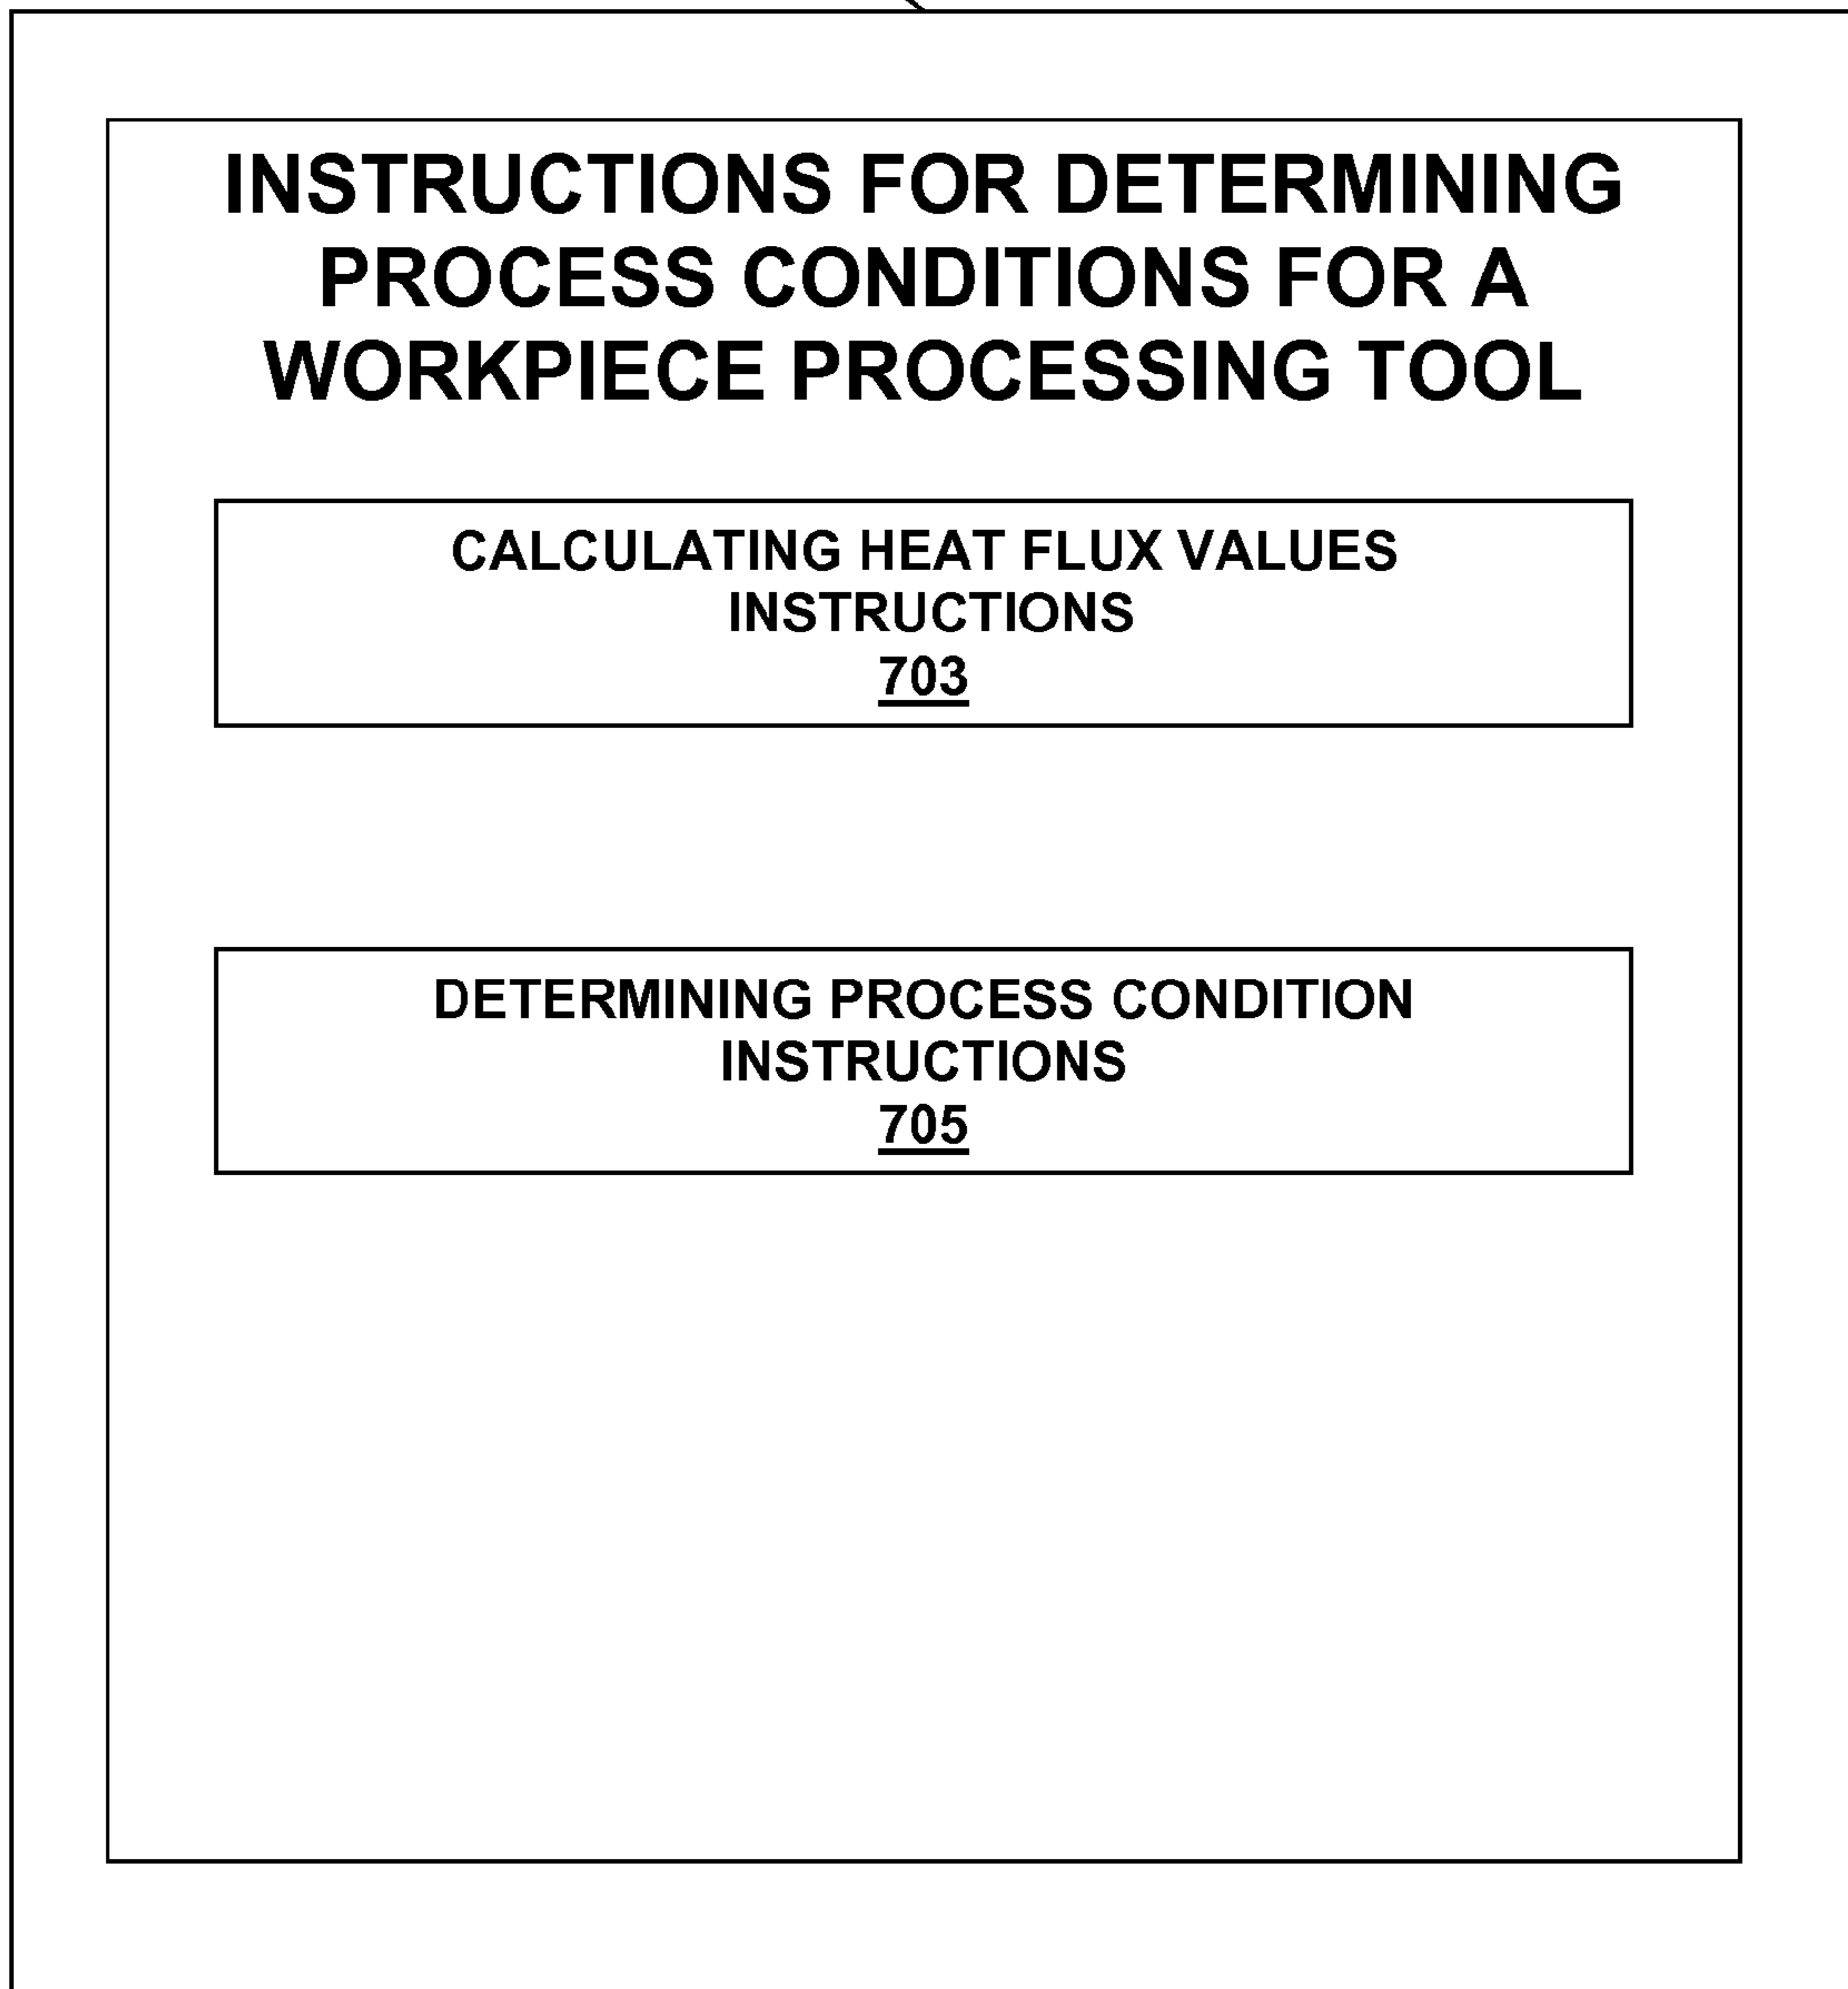 INSTRUCTIONS FOR DETERMINING
PROCESS CONDITIONS FOR A
WORKPIECE PROCESSING TOOL
CALCULATING HEAT FLUX VALUES
INSTRUCTIONS
703
DETERMINING PROCESS CONDITION
INSTRUCTIONS
705